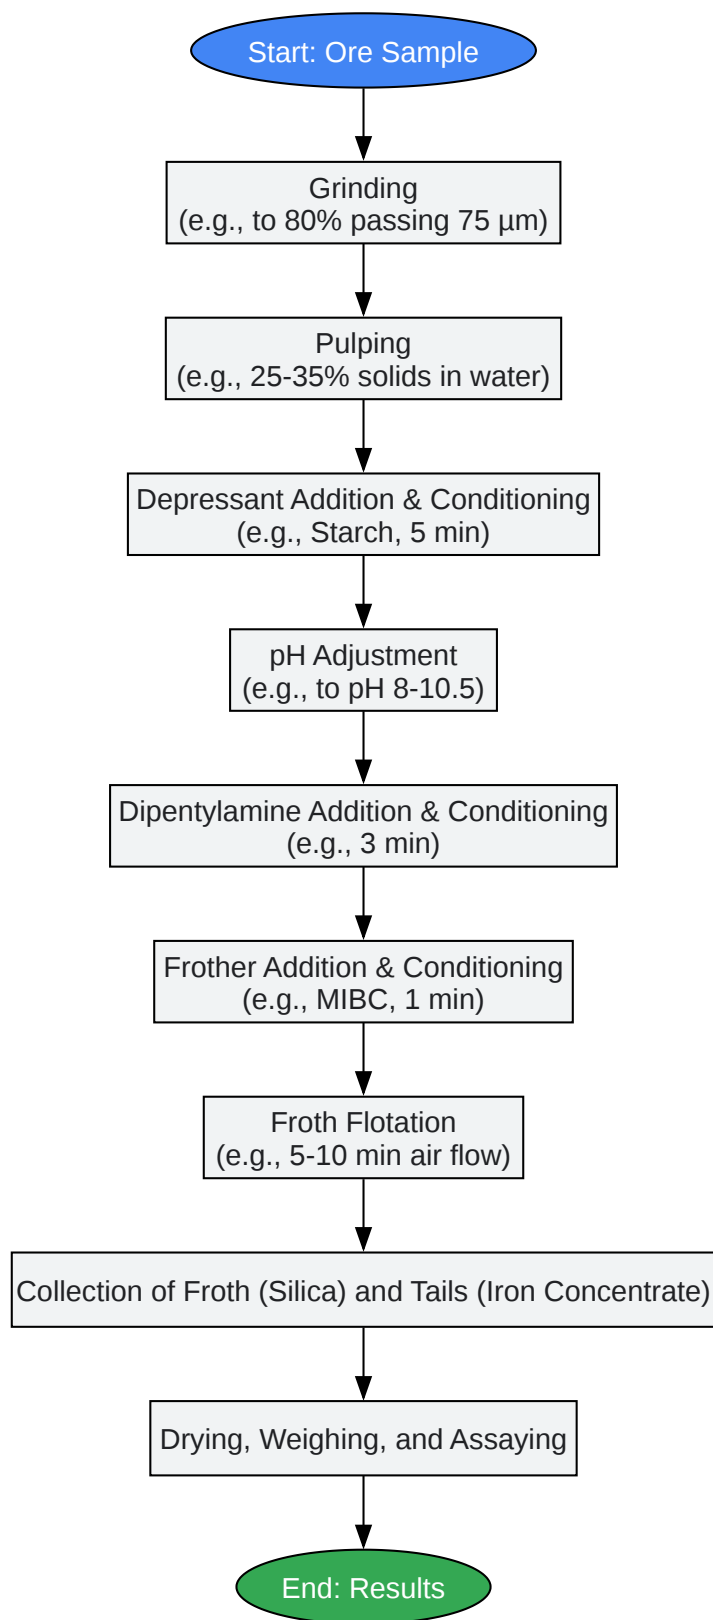 Start: Ore Sample
Grinding
(e.g., to 80% passing 75 µm)
Pulping
(e.g., 25-35% solids in water)
Depressant Addition & Conditioning
(e.g., Starch, 5 min)
pH Adjustment
(e.g., to pH 8-10.5)
Dipentylamine Addition & Conditioning
(e.g., 3 min)
Frother Addition & Conditioning
(e.g., MIBC, 1 min)
Froth Flotation
(e.g., 5-10 min air flow)
Collection of Froth (Silica) and Tails (Iron Concentrate)
Drying, Weighing, and Assaying
End: Results